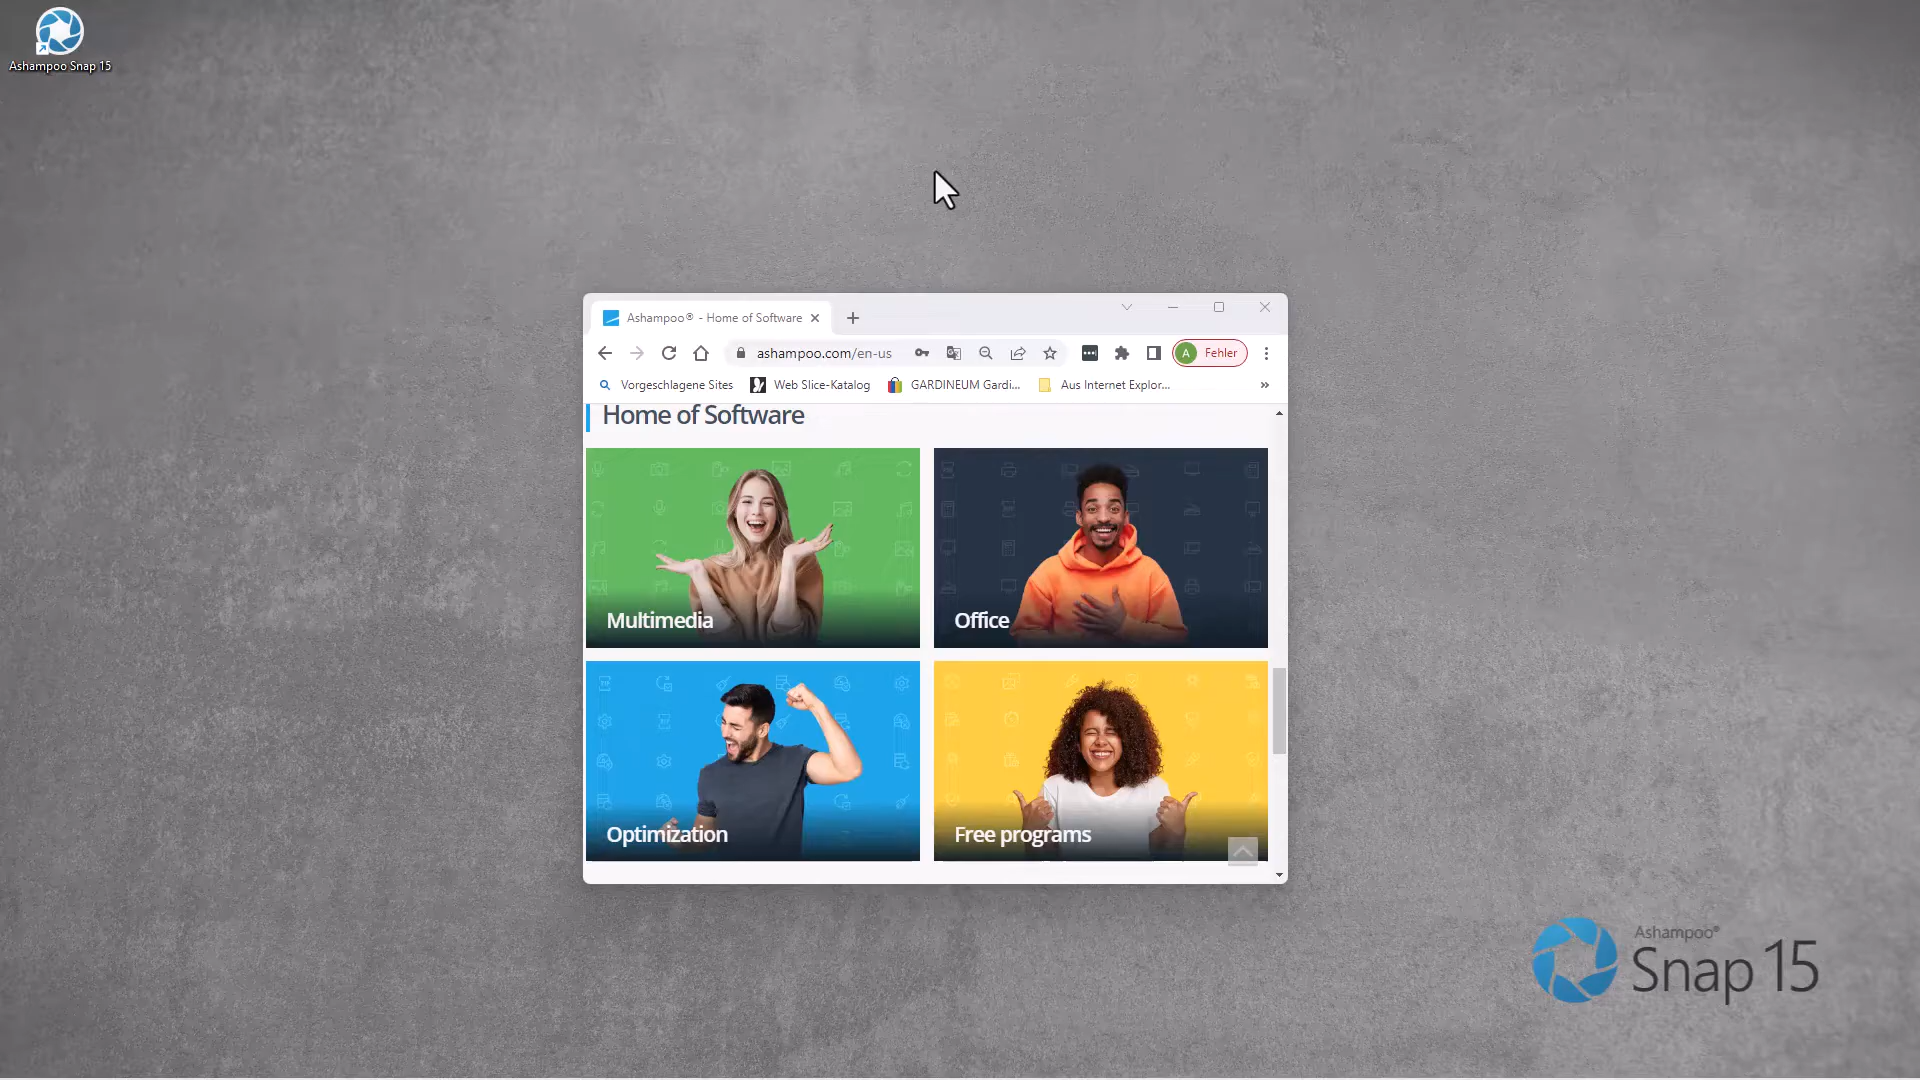 Ashampoo Snap 15
Ashampoo® - Home of Software
ashampoo.com/en-us
A Fehler
Vorgeschlagene Sites
Web Slice-Katalog
GARDINEUM Gardi...
Aus Internet Explor...
Home of Software
Multimedia
Office
Optimization
Free programs
Ashampoo®
Snap 15